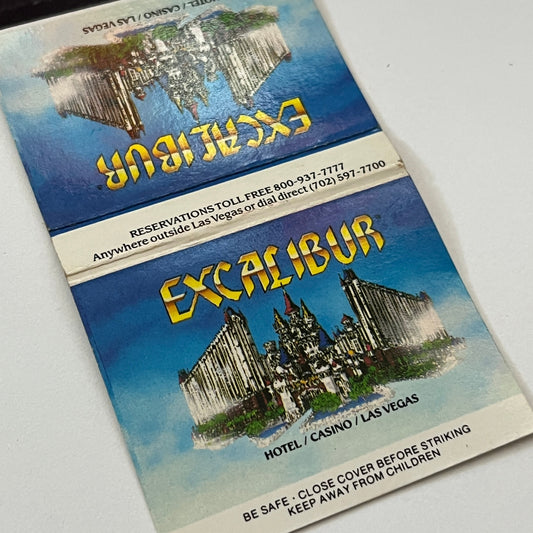 HOTEL / CASINO / LAS VEGAS
EXCALIBUR
RESERVATIONS TOLL FREE 800-937-7777
Anywhere outside Las Vegas or dial direct (702) 597-7700
EXCALIBUR™
HOTEL / CASINO / LAS VEGAS
BE SAFE · CLOSE COVER BEFORE STRIKING
KEEP AWAY FROM CHILDREN